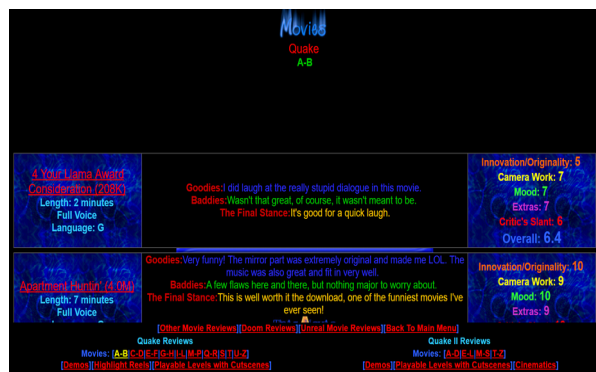 Movies
Quake
A-B
4 Your Llama Award
Consideration (208K)
Length: 2 minutes
Full Voice
Language: G
Goodies:I did laugh at the really stupid dialogue in this movie.
Baddies:Wasn't that great, of course, it wasn't meant to be.
The Final Stance:It's good for a quick laugh.
Innovation/Originality: 5
Camera Work: 7
Mood: 7
Extras: 7
Critic's Slant: 6
Overall: 6.4
Apartment Huntin' (4.0M)
Length: 7 minutes
Full Voice
Goodies:Very funny! The mirror part was extremely original and made me LOL. The
music was also great and fit in very well.
Baddies:A few flaws here and there, but nothing major to worry about.
The Final Stance:This is well worth it the download, one of the funniest movies I've
ever seen!
Innovation/Originality: 10
Camera Work: 9
Mood: 10
Extras: 9
[Other Movie Reviews][Doom Reviews][Unreal Movie Reviews][Back To Main Menu]
Quake Reviews
Movies: [A-B][C-D][E-F][G-H][I-L][M-P][Q-R][S][T][U-Z]
[Demos][Highlight Reels][Playable Levels with Cutscenes]
Quake II Reviews
Movies: [A-D][E-L][M-S][T-Z]
[Demos][Playable Levels with Cutscenes][Cinematics]